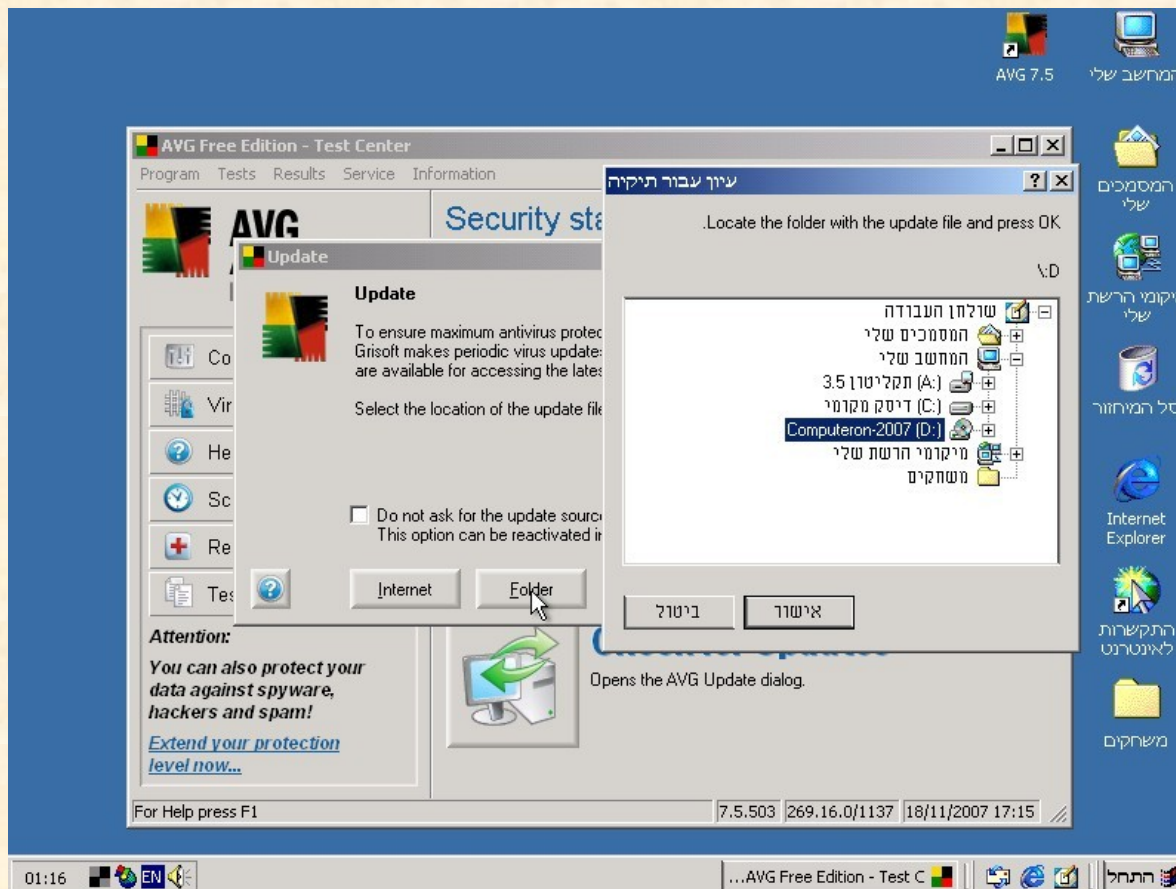 AVG 7.5
המחשב שלי
המסמכים
שלי
שלי
סל המיחזור
Internet
Explorer
התקשרות
לאינטרנט
משחקים
AVG Free Edition - Test Center
Program Tests Results Service Information
AVG
Security
Co
Vir
He
Sc
Re
Tes
Attention:
You can also protect your
data against spyware,
hackers and spam!
Extend your protection
level now...
Opens the AVG Update dialog.
For Help press F1
7.5.503 269.16.0/1137 18/11/2007 17:15
Update
Update
To ensure maximum antivirus
Grisoft makes periodic virus
are available for accessing the
Select the location of the update
Do not ask for the update
This option can be reactivated
Internet
Folder
עיון עבור תיקיה
.Locate the folder with the update file and press OK
\:D
שולחן העבודה
המסמכים שלי
המחשב שלי
תקליטון 3.5 (A:)
דיסק מקומי (C:)
Computeron-2007 (D:)
מיקומי הרשת שלי
משחקים
אישור
ביטול
התחל
...AVG Free Edition - Test C
EN
01:16